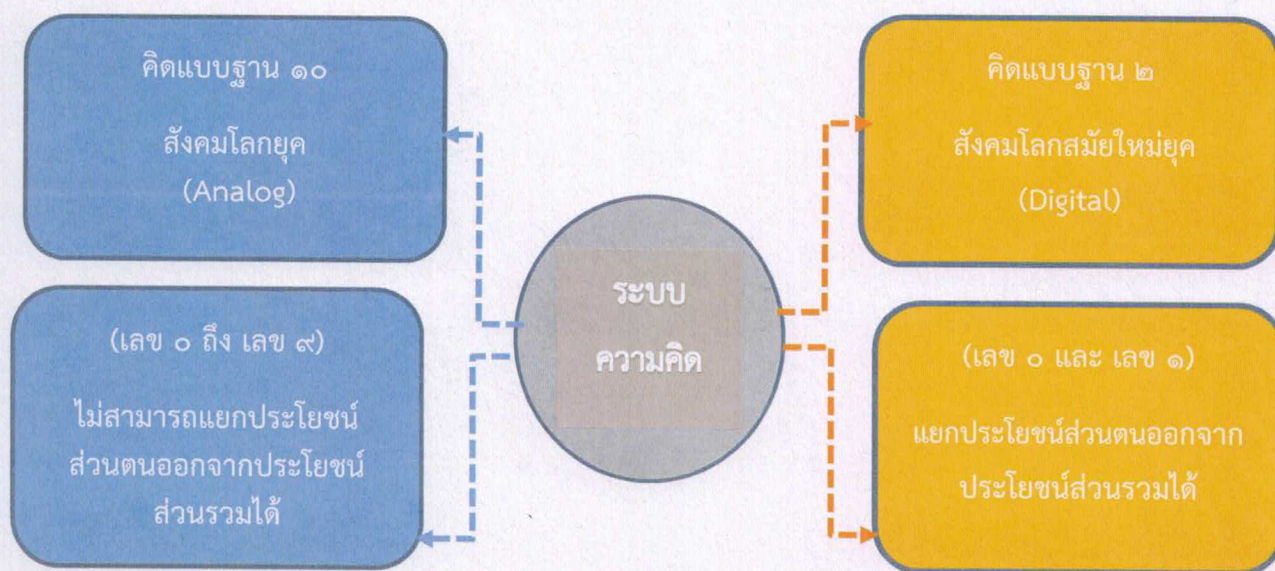 คิดแบบฐาน ๑๐
สังคมโลกยุค
(Analog)
(เลข ๐ ถึง เลข ๙)
ไม่สามารถแยกประโยชน์
ส่วนตนออกจากประโยชน์
ส่วนรวมได้
ระบบ
ความคิด
คิดแบบฐาน ๒
สังคมโลกสมัยใหม่ยุค
(Digital)
(เลข ๐ และ เลข ๑)
แยกประโยชน์ส่วนตนออกจาก
ประโยชน์ส่วนรวมได้